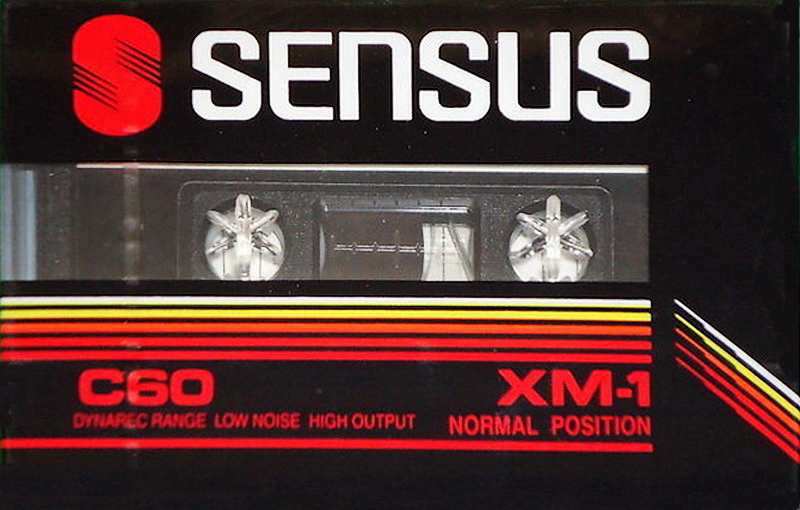 SENSUS
C60 XM-1
DYNAREC RANGE LOW NOISE HIGH OUTPUT NORMAL POSITION